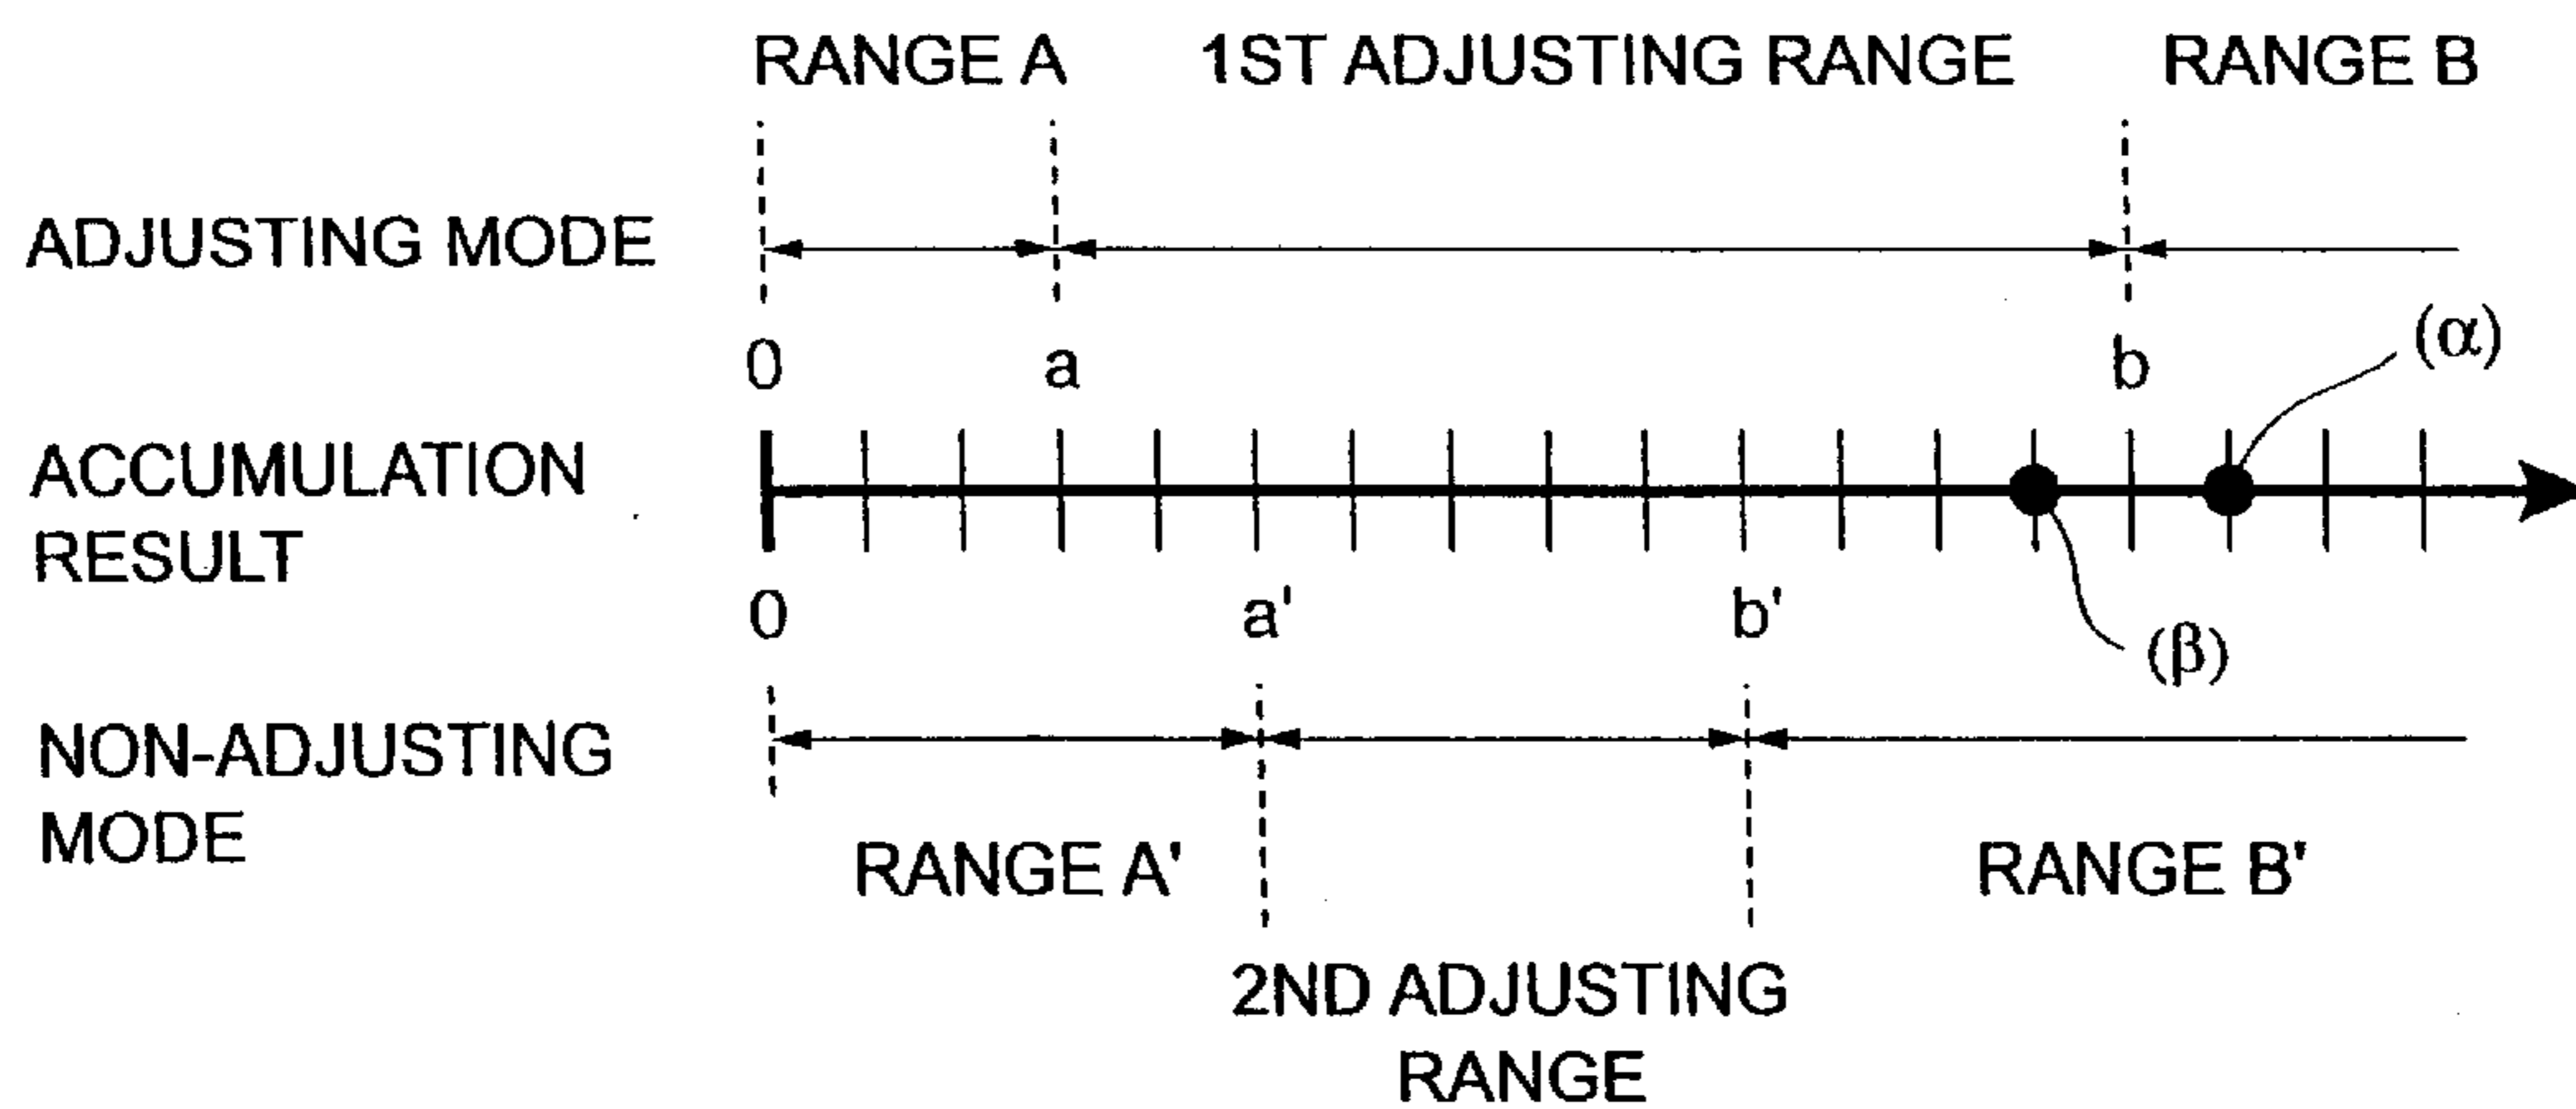 RANGE A 1ST ADJUSTING RANGE RANGE B
ADJUSTING MODE
0 a b (α)
ACCUMULATION
RESULT
0 a' b' (β)
NON-ADJUSTING
MODE
RANGE A' RANGE B'
2ND ADJUSTING
RANGE